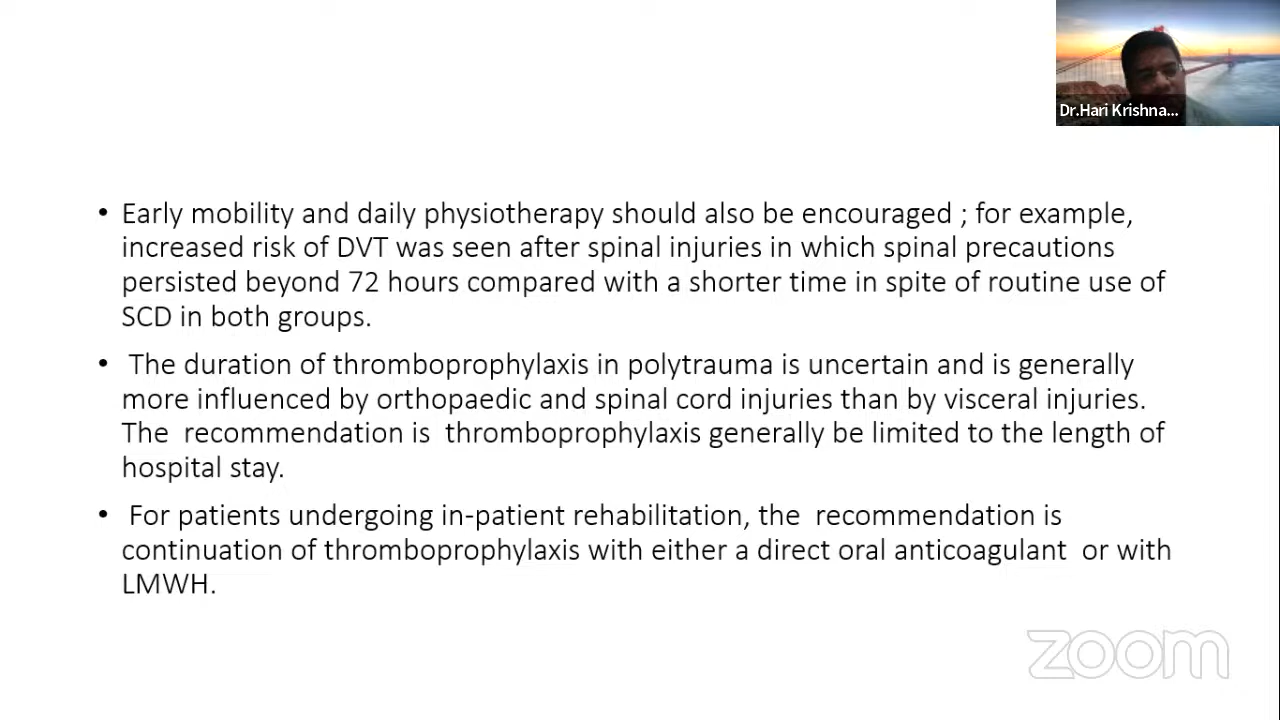 Dr.Hari Krishna...
• Early mobility and daily physiotherapy should also be encouraged ; for example,
increased risk of DVT was seen after spinal injuries in which spinal precautions
persisted beyond 72 hours compared with a shorter time in spite of routine use of
SCD in both groups.
• The duration of thromboprophylaxis in polytrauma is uncertain and is generally
more influenced by orthopaedic and spinal cord injuries than by visceral injuries.
The recommendation is thromboprophylaxis generally be limited to the length of
hospital stay.
• For patients undergoing in-patient rehabilitation, the recommendation is
continuation of thromboprophylaxis with either a direct oral anticoagulant or with
LMWH.
zoom